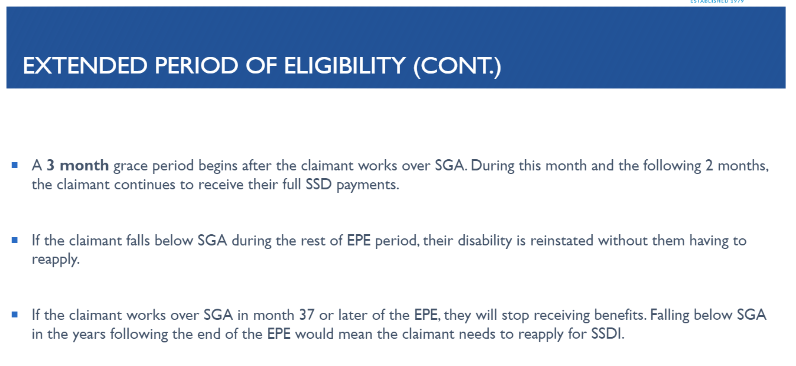 ESTABLISHED 1979
EXTENDED PERIOD OF ELIGIBILITY (CONT.)
A 3 month grace period begins after the claimant works over SGA. During this month and the following 2 months,
the claimant continues to receive their full SSD payments.
If the claimant falls below SGA during the rest of EPE period, their disability is reinstated without them having to
reapply.
If the claimant works over SGA in month 37 or later of the EPE, they will stop receiving benefits. Falling below SGA
in the years following the end of the EPE would mean the claimant needs to reapply for SSDI.